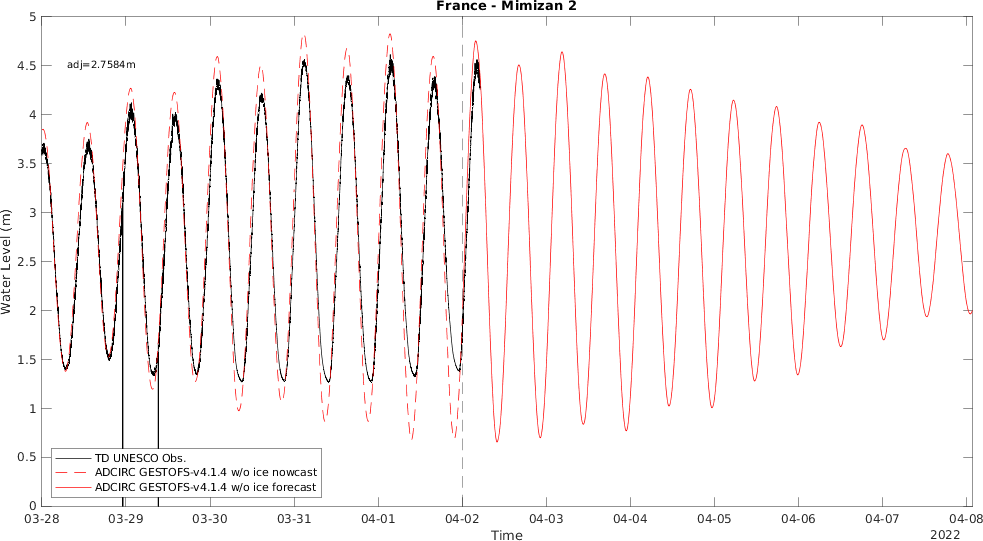 France - Mimizan 2
5
4.5
4
3.5
3
2.5
2
1.5
1
0.5
0
Water Level (m)
adj=2.7584m
TD UNESCO Obs.
ADCIRC GESTOFS-v4.1.4 w/o ice nowcast
ADCIRC GESTOFS-v4.1.4 w/o ice forecast
03-28 03-29 03-30 03-31 04-01 04-02 04-03 04-04 04-05 04-06 04-07 04-08
Time
2022